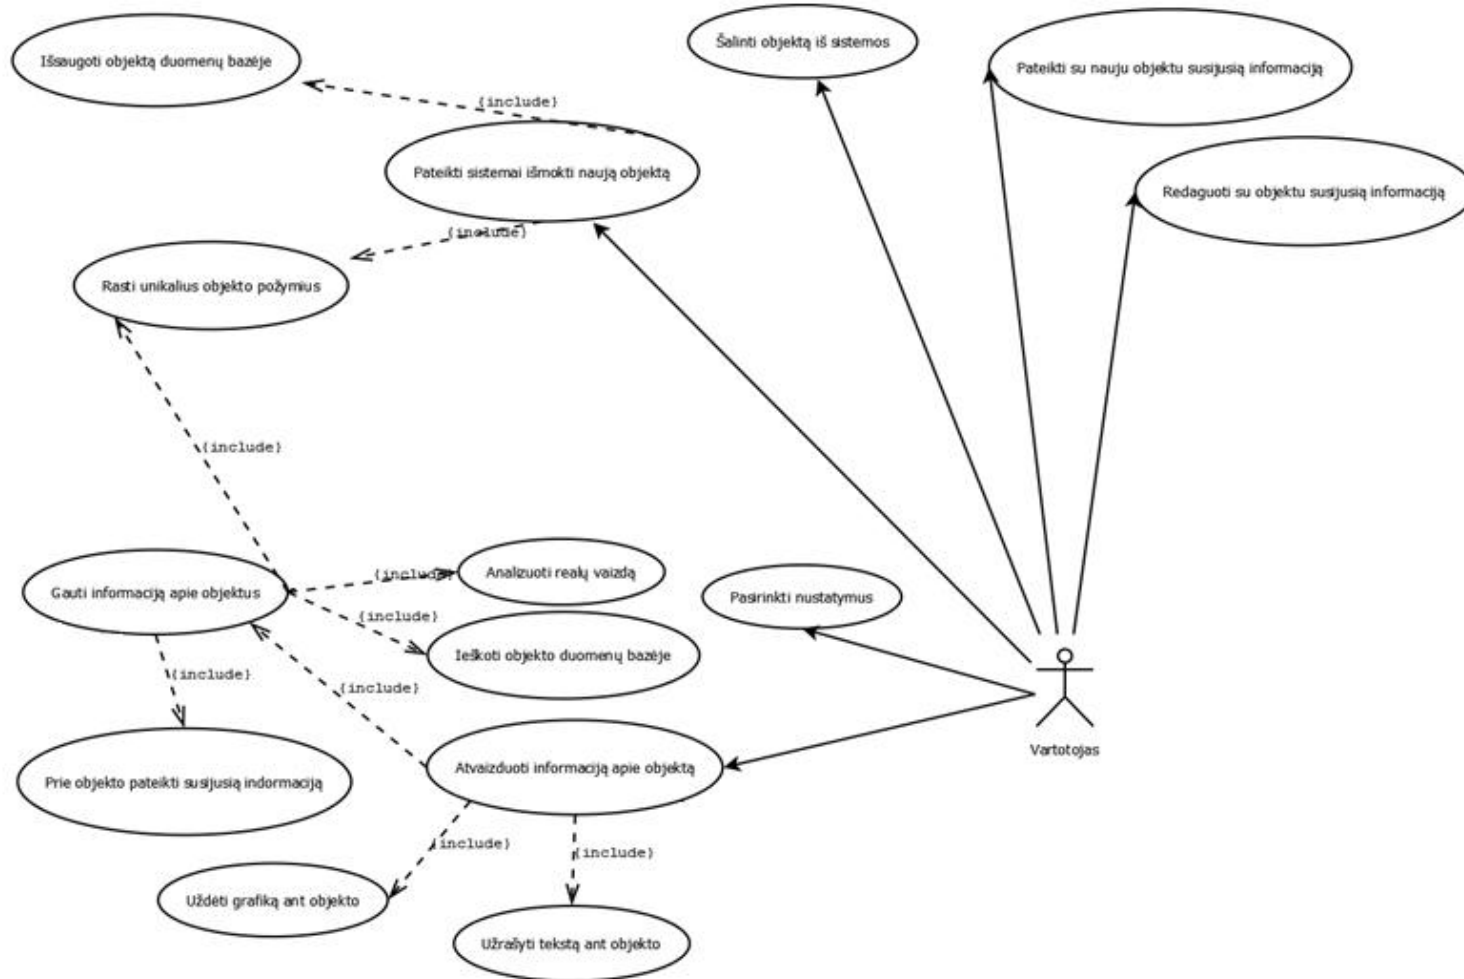 Šalinti objektą iš sistemos
Pateikti su nauju objektu susijusią informaciją
Išsaugoti objektą duomenų bazėje
{include}
Pateikti sistemai išmokti naują objektą
Redaguoti su objektu susijusią informaciją
{include}
Rasti unikalius objekto požymius
{include}
Analizuoti realų vaizdą
{include}
Gauti informaciją apie objektus
Pasirinkti nustatymus
{include}
Ieškoti objekto duomenų bazėje
{include}
{include}
Vartotojas
Atvaizduoti informaciją apie objektą
Prie objekto pateikti susijusią indormaciją
{include}
{include}
Uždėti grafiką ant objekto
Užrašyti tekstą ant objekto